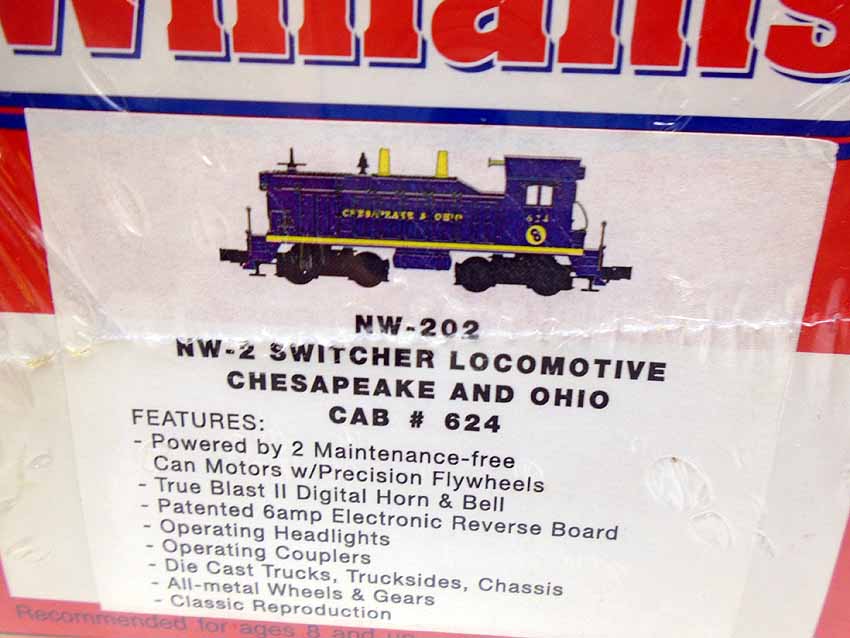 Williams
CHESAPEAKE & OHIO
624
NW-202
NW-2 SWITCHER LOCOMOTIVE
CHESAPEAKE AND OHIO
CAB # 624
FEATURES:
- Powered by 2 Maintenance-free
Can Motors w/Precision Flywheels
- True Blast II Digital Horn & Bell
- Patented 6amp Electronic Reverse Board
- Operating Headlights
- Operating Couplers
- Die Cast Trucks, Trucksides, Chassis
- All-metal Wheels & Gears
- Classic Reproduction
Recommended for ages 8 and up